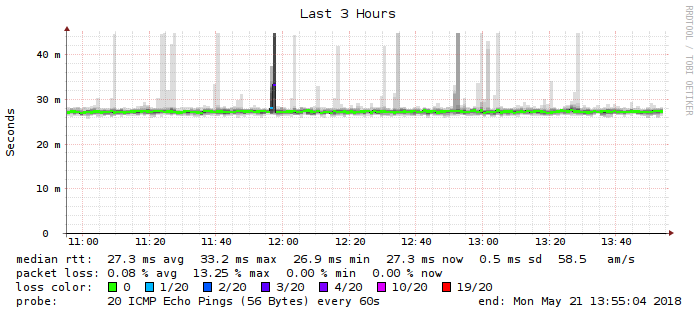 Last 3 Hours
RRDTOOL / TOBI OETIKER
Seconds
40 m
30 m
20 m
10 m
0
11:00 11:20 11:40 12:00 12:20 12:40 13:00 13:20 13:40
median rtt: 27.3 ms avg 33.2 ms max 26.9 ms min 27.3 ms now 0.5 ms sd 58.5 am/s
packet loss: 0.08 % avg 13.25 % max 0.00 % min 0.00 % now
loss color: 0 1/20 2/20 3/20 4/20 10/20 19/20
probe: 20 ICMP Echo Pings (56 Bytes) every 60s end: Mon May 21 13:55:04 2018